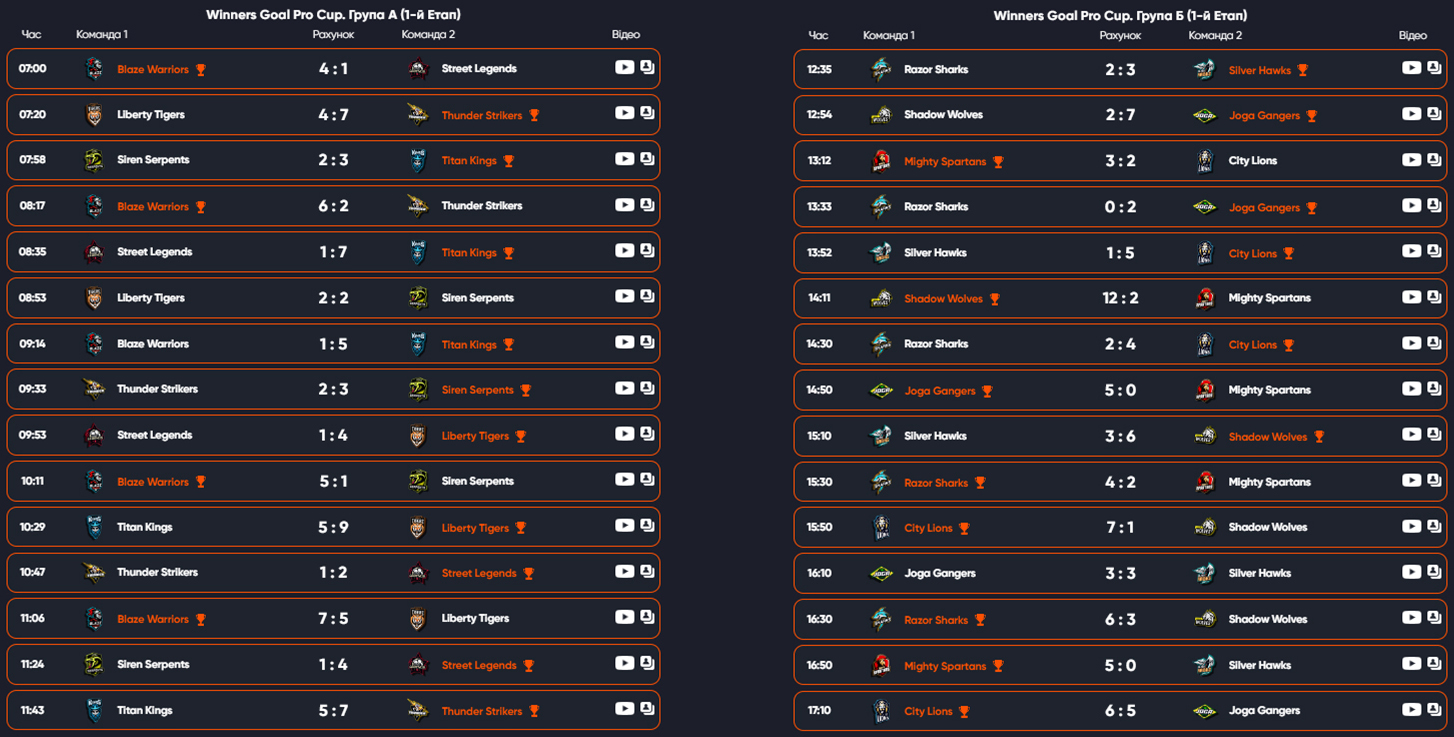 Winners Goal Pro Cup. Група А (1-й Етап)
Час Команда 1 Рахунок Команда 2 Відео
07:00 Blaze Warriors 4 : 1 Street Legends
07:20 Liberty Tigers 4 : 7 Thunder Strikers
07:58 Siren Serpents 2 : 3 Titan Kings
08:17 Blaze Warriors 6 : 2 Thunder Strikers
08:35 Street Legends 1 : 7 Titan Kings
08:53 Liberty Tigers 2 : 2 Siren Serpents
09:14 Blaze Warriors 1 : 5 Titan Kings
09:33 Thunder Strikers 2 : 3 Siren Serpents
09:53 Street Legends 1 : 4 Liberty Tigers
10:11 Blaze Warriors 5 : 1 Siren Serpents
10:29 Titan Kings 5 : 9 Liberty Tigers
10:47 Thunder Strikers 1 : 2 Street Legends
11:06 Blaze Warriors 7 : 5 Liberty Tigers
11:24 Siren Serpents 1 : 4 Street Legends
11:43 Titan Kings 5 : 7 Thunder Strikers
Winners Goal Pro Cup. Група Б (1-й Етап)
Час Команда 1 Рахунок Команда 2 Відео
12:35 Razor Sharks 2 : 3 Silver Hawks
12:54 Shadow Wolves 2 : 7 Joga Gangers
13:12 Mighty Spartans 3 : 2 City Lions
13:33 Razor Sharks 0 : 2 Joga Gangers
13:52 Silver Hawks 1 : 5 City Lions
14:11 Shadow Wolves 12 : 2 Mighty Spartans
14:30 Razor Sharks 2 : 4 City Lions
14:50 Joga Gangers 5 : 0 Mighty Spartans
15:10 Silver Hawks 3 : 6 Shadow Wolves
15:30 Razor Sharks 4 : 2 Mighty Spartans
15:50 City Lions 7 : 1 Shadow Wolves
16:10 Joga Gangers 3 : 3 Silver Hawks
16:30 Razor Sharks 6 : 3 Shadow Wolves
16:50 Mighty Spartans 5 : 0 Silver Hawks
17:10 City Lions 6 : 5 Joga Gangers